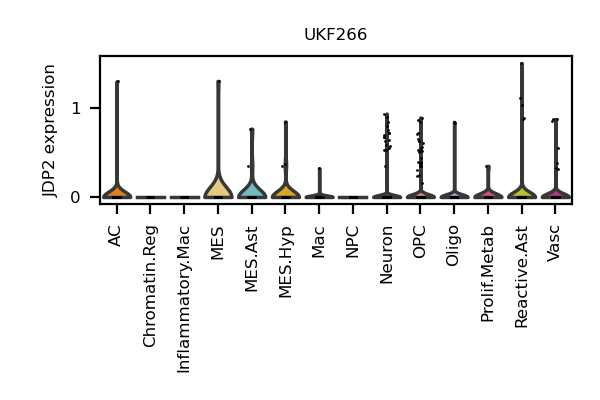 UKF266
JDP2 expression
1
0
AC
Chromatin.Reg
Inflammatory.Mac
MES
MES.Ast
MES.Hyp
Mac
NPC
Neuron
OPC
Oligo
Prolif.Metab
Reactive.Ast
Vasc